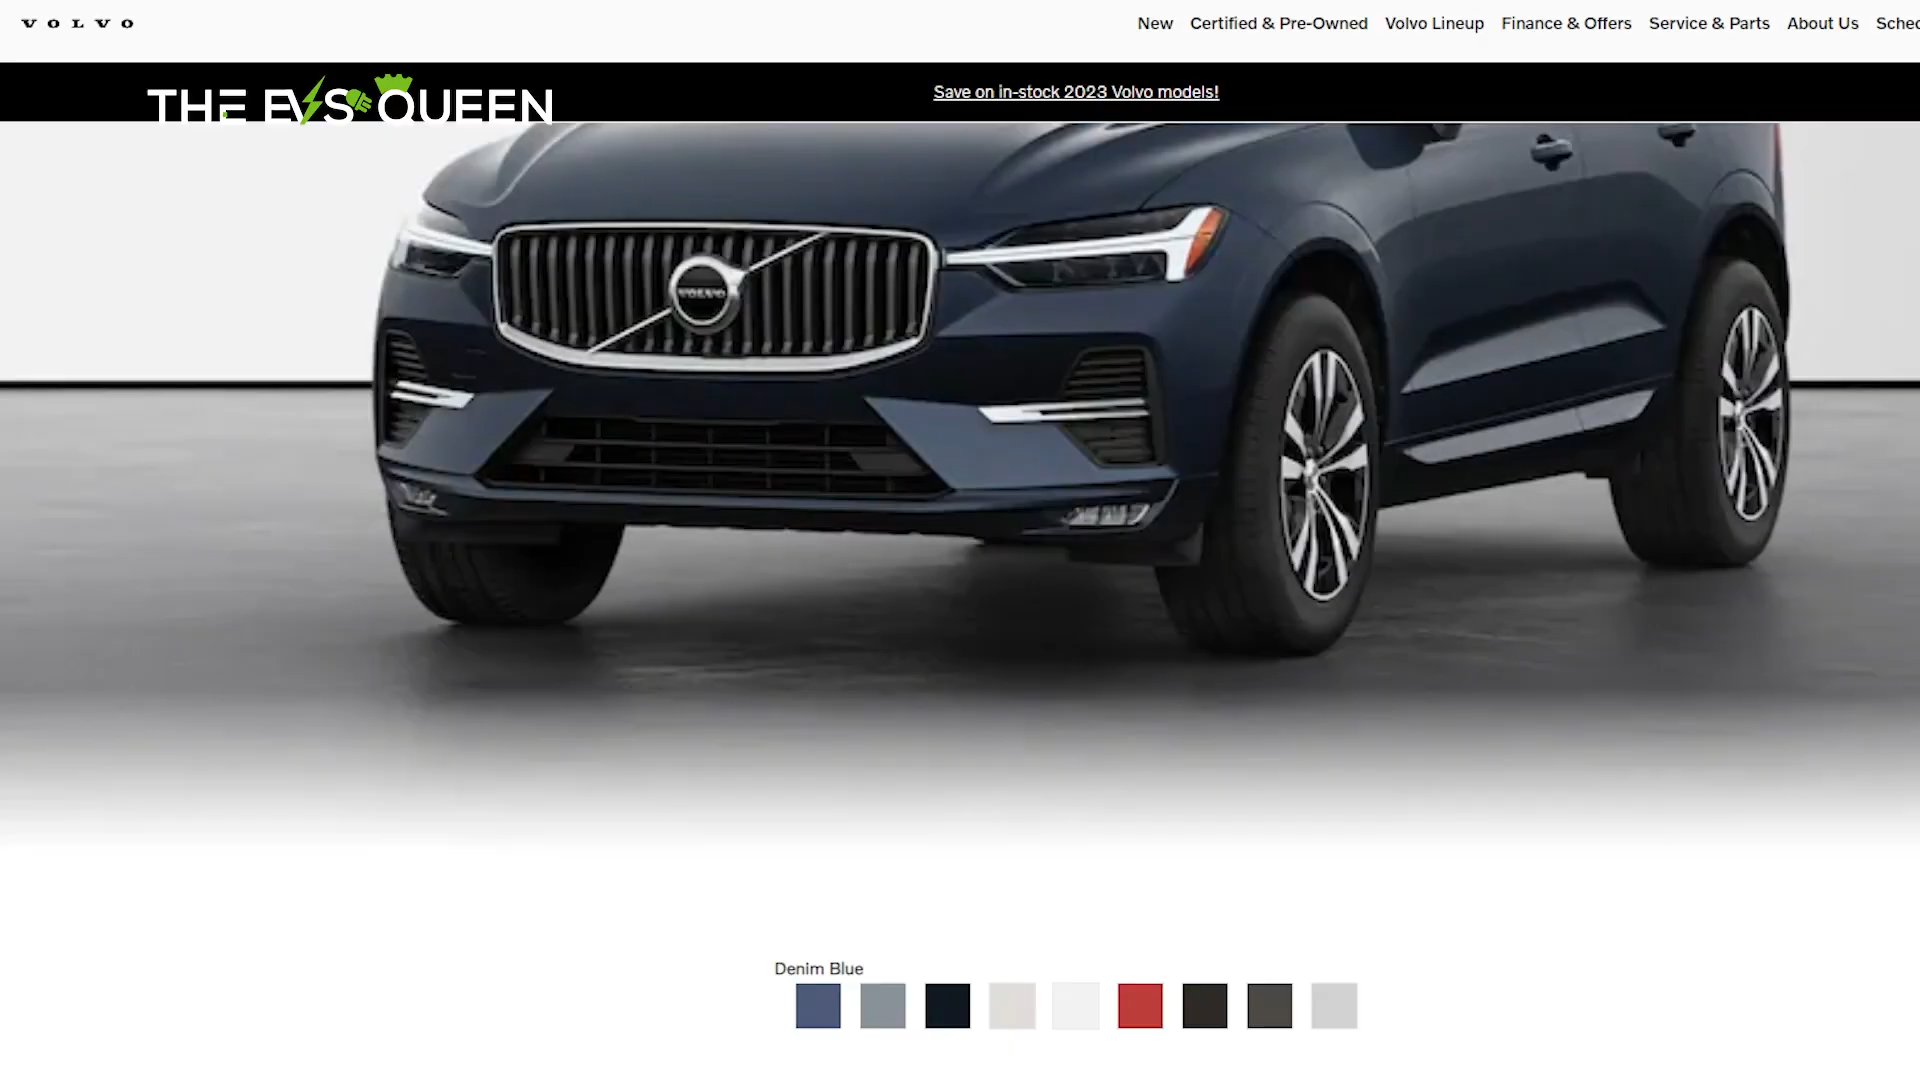 VOLVO
New Certified & Pre-Owned Volvo Lineup Finance & Offers Service & Parts About Us Sched
THE EVS QUEEN
Save on in-stock 2023 Volvo models!
VOLVO
Denim Blue